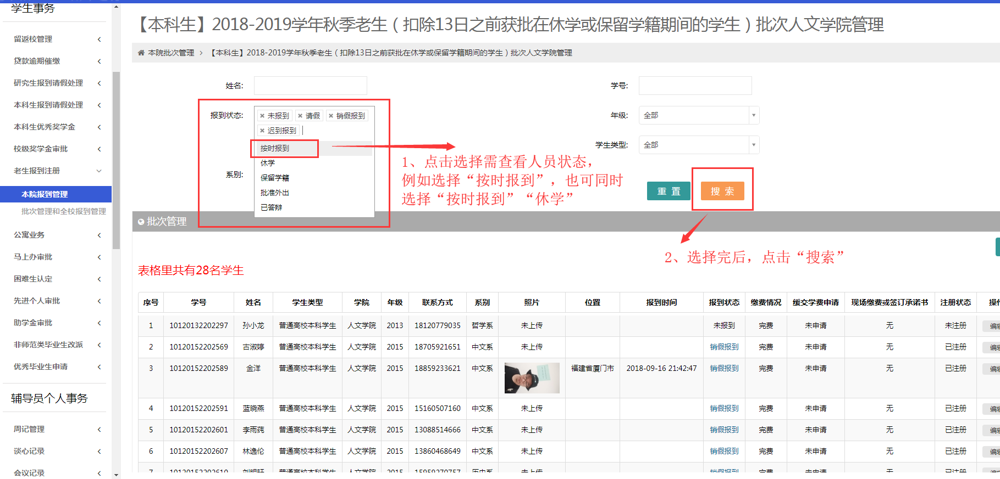 学生事务
留返校管理
贷款逾期催缴
研究生报到请假处理
本科生报到请假处理
本科生优秀奖学金
校级奖学金审批
老生报到注册
本院报到管理
批次管理和全校报到管理
公寓业务
马上办审批
困难生认定
先进个人审批
助学金审批
非师范类毕业生改派
优秀毕业生申请
辅导员个人事务
周记管理
谈心记录
会议记录
【本科生】2018-2019学年秋季老生（扣除13日之前获批在休学或保留学籍期间的学生）批次人文学院管理
本院批次管理 > 【本科生】2018-2019学年秋季老生（扣除13日之前获批在休学或保留学籍期间的学生）批次人文学院管理
姓名: 学号:
报到状态: × 未报到 × 请假 × 销假报到 年级: 全部
× 迟到报到
按时报到 学生类型: 全部
休学
系别: 保留学籍
批准外出
已答辩
重 置 搜 索
1、点击选择需查看人员状态，
例如选择“按时报到”，也可同时
选择“按时报到”“休学”
批次管理
2、选择完后，点击“搜索”
表格里共有28名学生
序号 学号 姓名 学生类型 学院 年级 联系方式 系别 照片 位置 报到时间 报到状态 缴费情况 缓交学费申请 现场缴费或签订承诺书 注册状态
1 10120132202297 孙小龙 普通高校本科学生 人文学院 2013 18120779035 哲学系 未上传 未报到 完费 未申请 无 未注册
2 10120152202569 古淑婷 普通高校本科学生 人文学院 2015 18705921651 中文系 未上传 销假报到 完费 未申请 无 已注册
3 10120152202589 金洋 普通高校本科学生 人文学院 2015 18859233621 中文系 福建省厦门市 2018-09-16 21:42:47 销假报到 完费 未申请 无 已注册
4 10120152202591 蓝晓燕 普通高校本科学生 人文学院 2015 15160507160 中文系 未上传 销假报到 完费 未申请 无 已注册
5 10120152202601 李雨莼 普通高校本科学生 人文学院 2015 13088514666 中文系 未上传 销假报到 完费 未申请 无 已注册
6 10120152202607 林逸伦 普通高校本科学生 人文学院 2015 13860468649 中文系 未上传 销假报到 完费 未申请 无 已注册